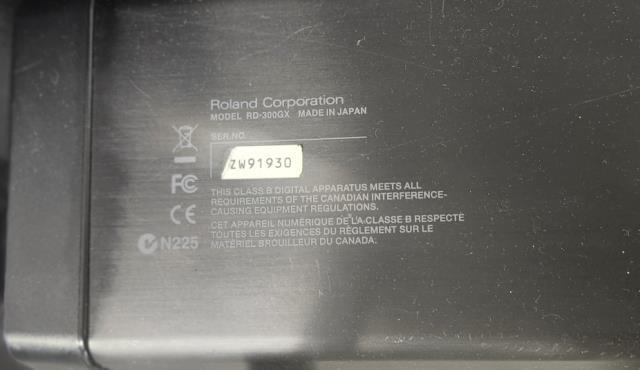 Roland Corporation
MODEL RD-300GX MADE IN JAPAN
SER.NO.
ZW91930
FC
CE
N225
THIS CLASS B DIGITAL APPARATUS MEETS ALL
REQUIREMENTS OF THE CANADIAN INTERFERENCE-
CAUSING EQUIPMENT REGULATIONS.
CET APPAREIL NUMÉRIQUE DE LA CLASSE B RESPECTE
TOUTES LES EXIGENCES DU RÈGLEMENT SUR LE
MATÉRIEL BROUILLEUR DU CANADA.